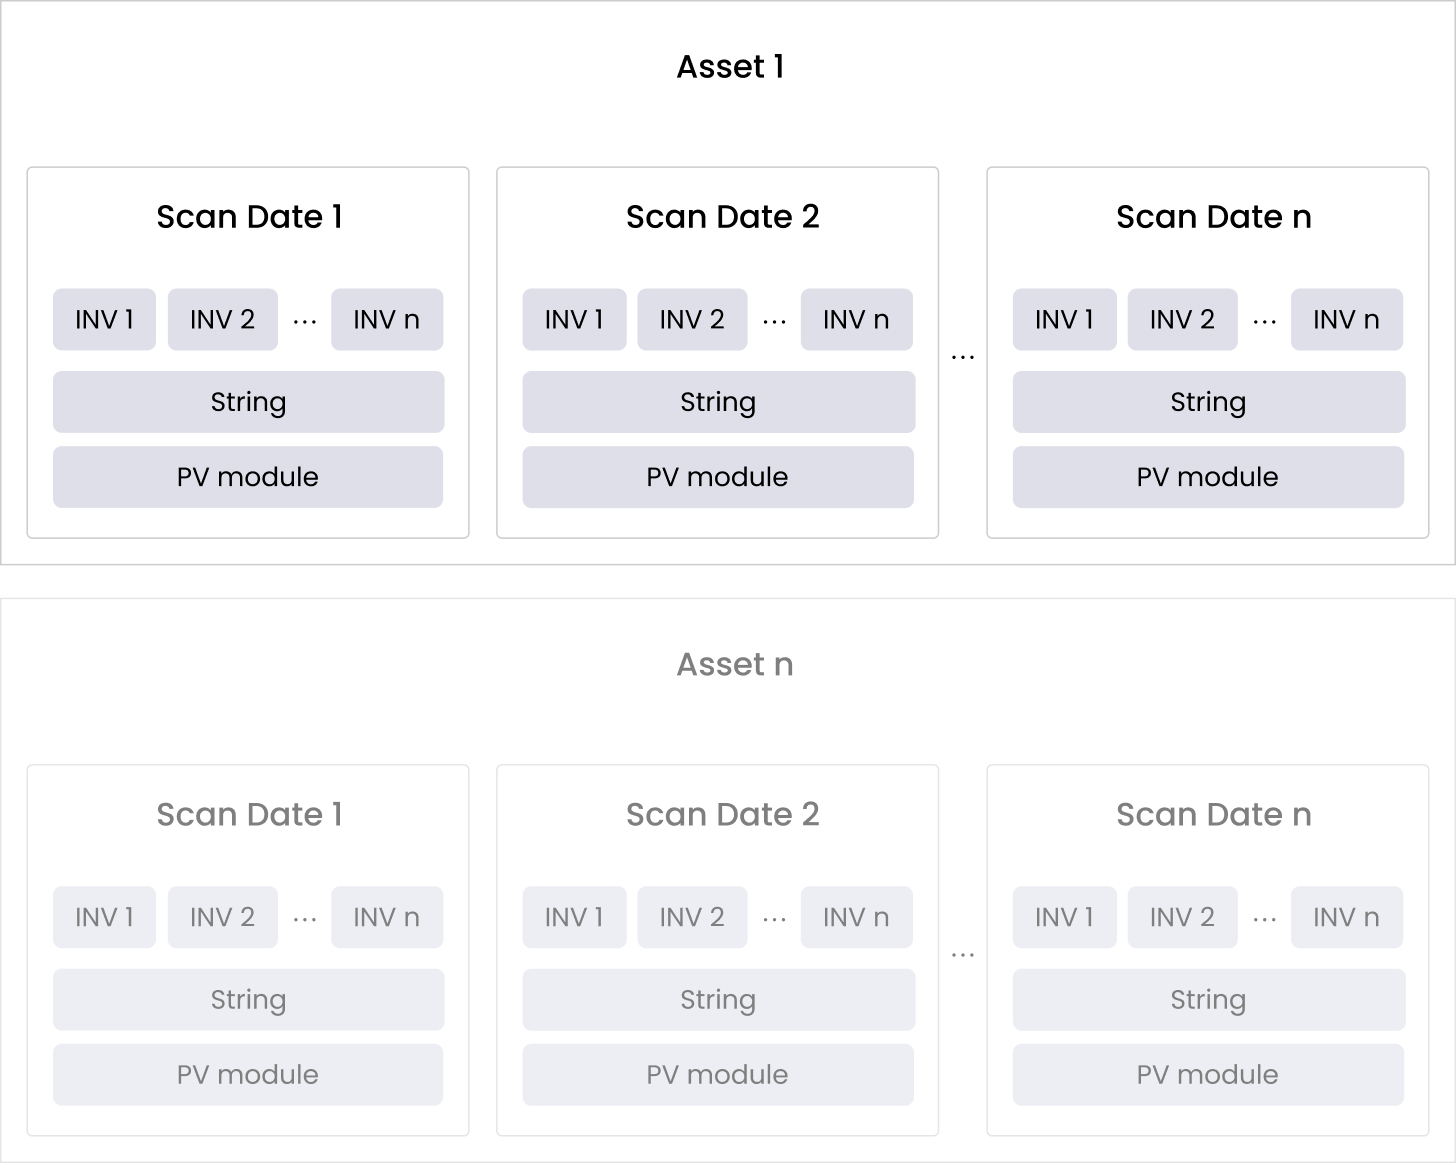 Asset 1
Scan Date 1
INV 1 INV 2 ... INV n
String
PV module
Scan Date 2
INV 1 INV 2 ... INV n
String
PV module
...
Scan Date n
INV 1 INV 2 ... INV n
String
PV module
Asset n
Scan Date 1
INV 1 INV 2 ... INV n
String
PV module
Scan Date 2
INV 1 INV 2 ... INV n
String
PV module
...
Scan Date n
INV 1 INV 2 ... INV n
String
PV module